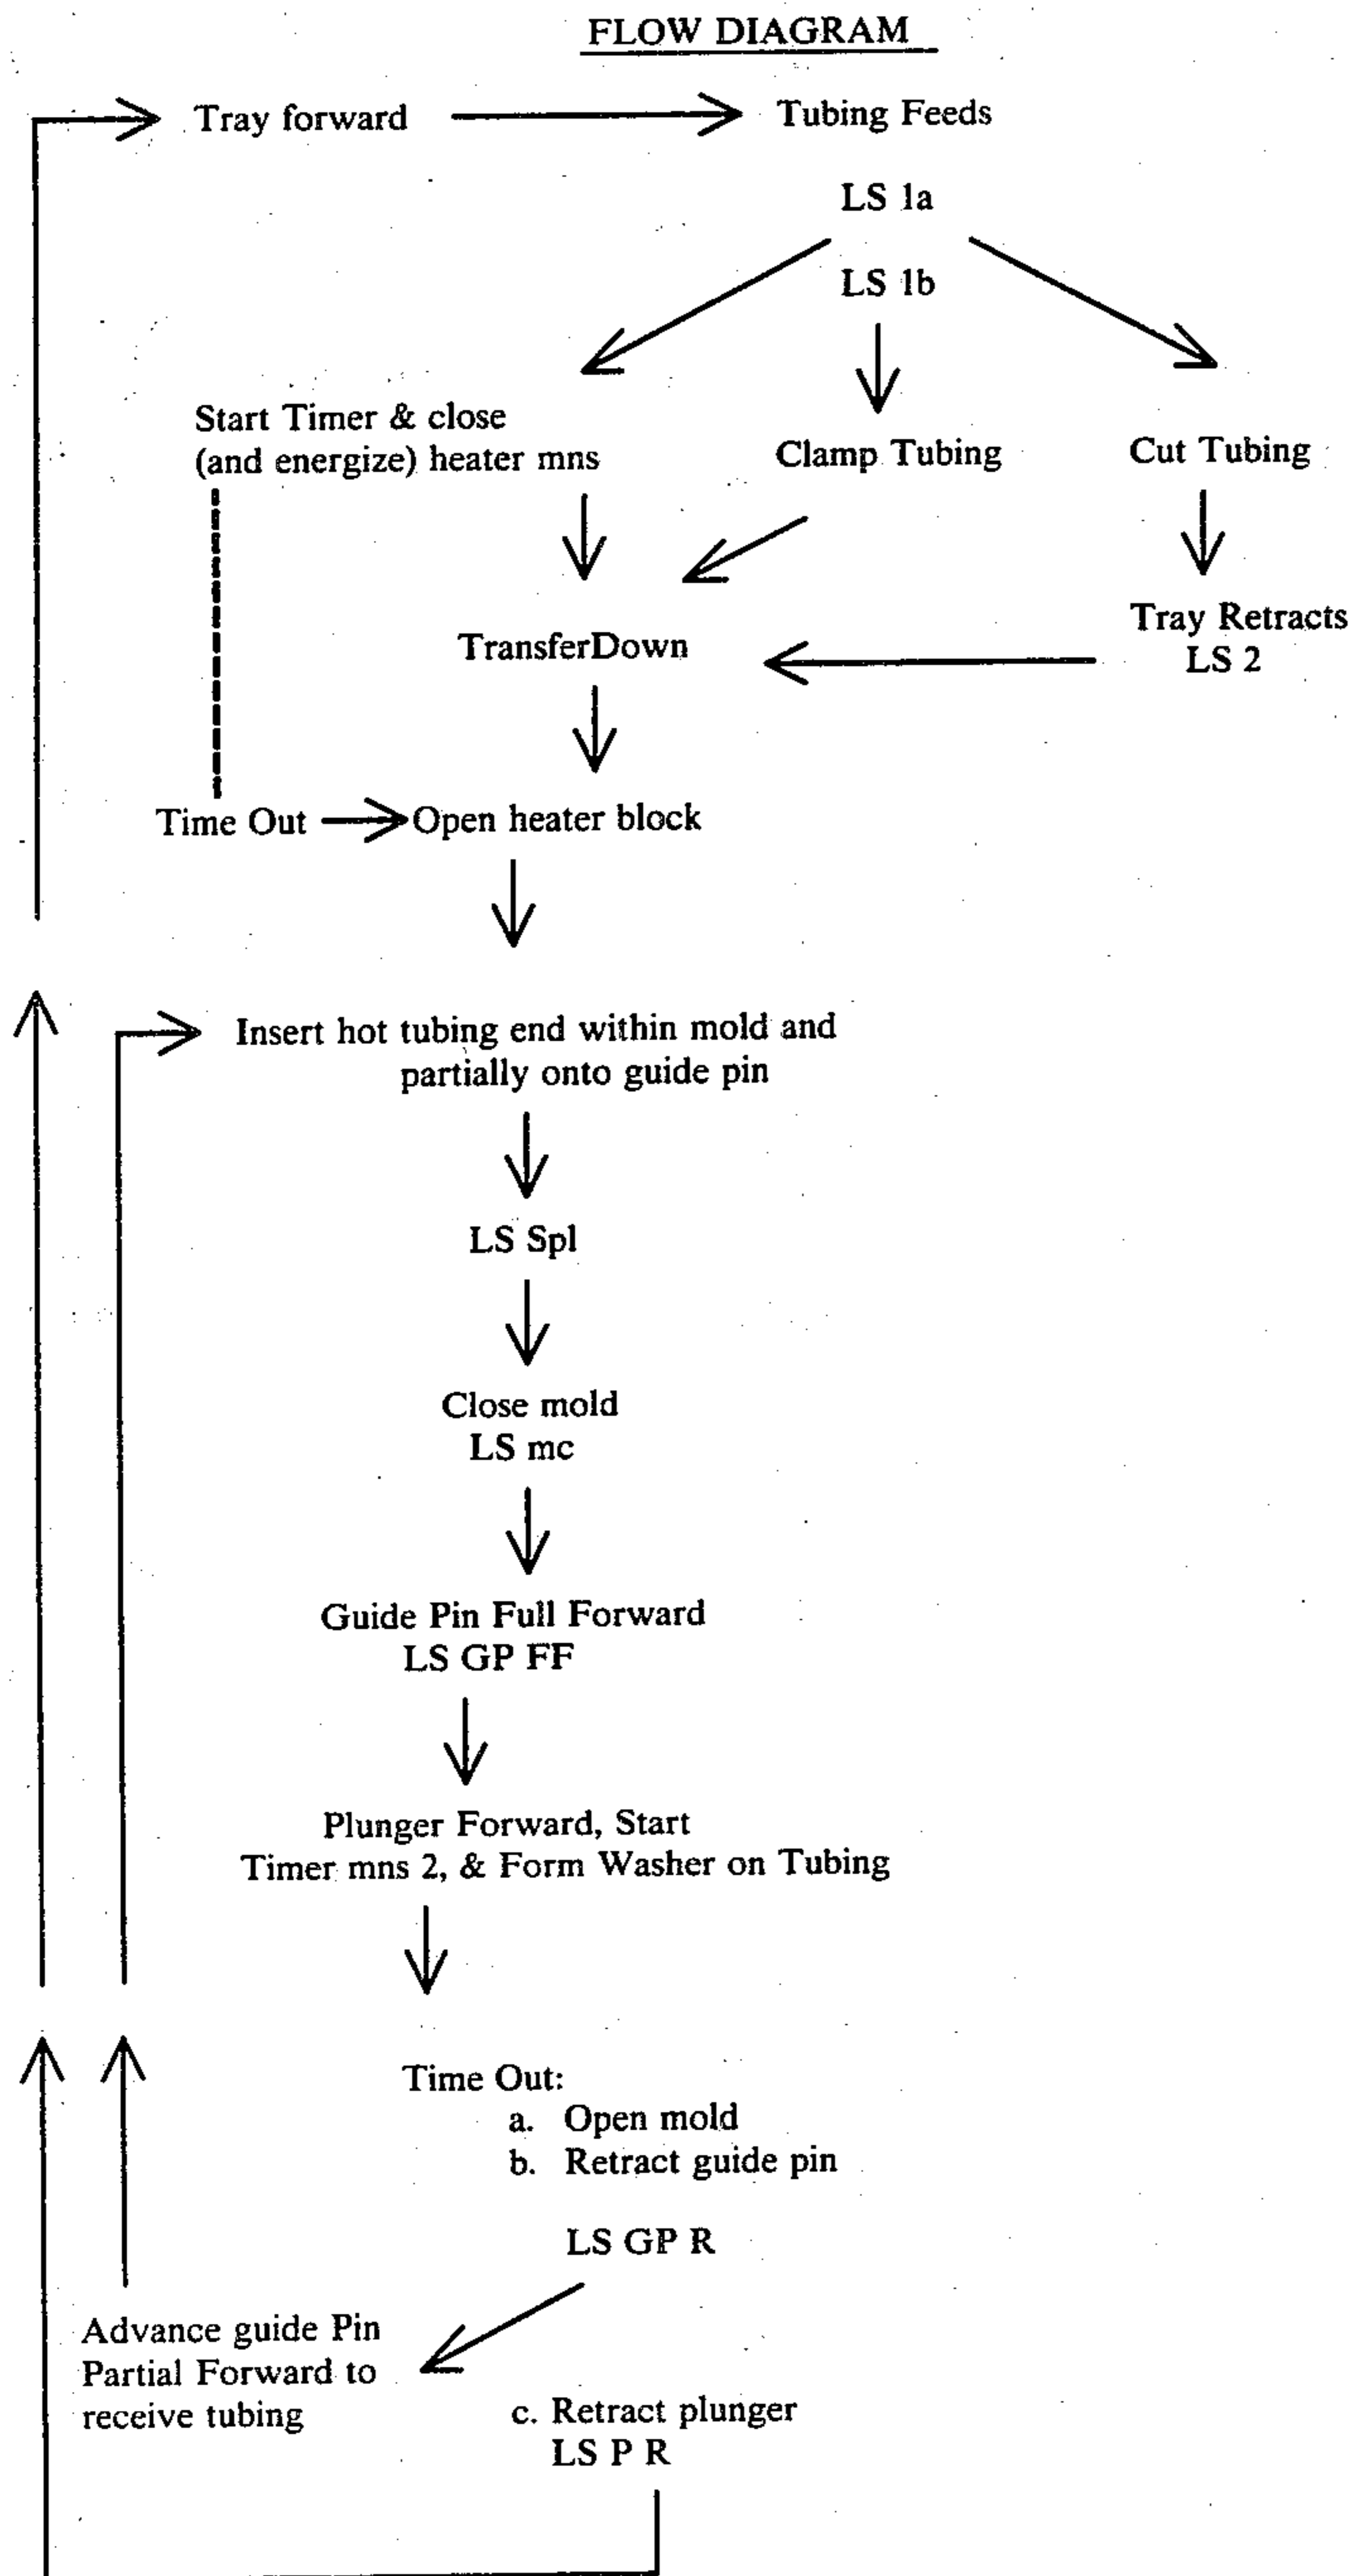 FLOW DIAGRAM
Tray forward
Tubing Feeds
LS 1a
LS 1b
Start Timer & close
(and energize) heater mns
Clamp Tubing
Cut Tubing
Tray Retracts
LS 2
TransferDown
Time Out
Open heater block
Insert hot tubing end within mold and
partially onto guide pin
LS Spl
Close mold
LS mc
Guide Pin Full Forward
LS GP FF
Plunger Forward, Start
Timer mns 2, & Form Washer on Tubing
Time Out:
a. Open mold
b. Retract guide pin
LS GP R
Advance guide Pin
Partial Forward to
receive tubing
c. Retract plunger
LS P R